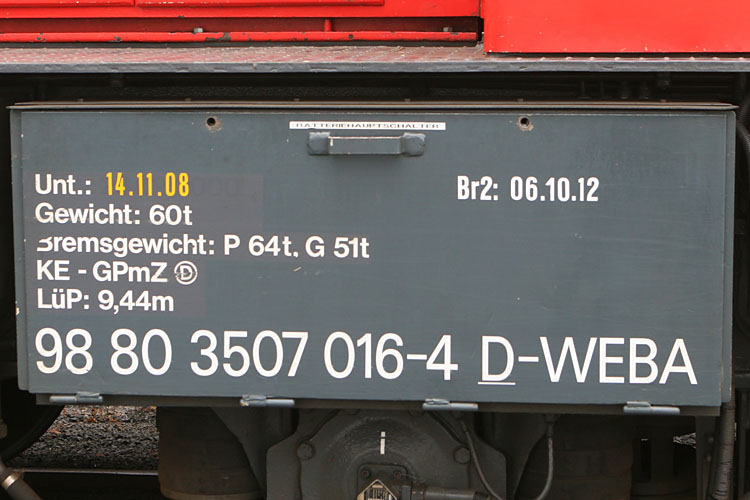 BATTERIEHAUPTSCHALTER
Unt.: 14.11.08
Br2: 06.10.12
Gewicht: 60t
Bremsgewicht: P 64t, G 51t
KE - GPmZ Ⓓ
LüP: 9,44m
98 80 3507 016-4 D-WEBA
i